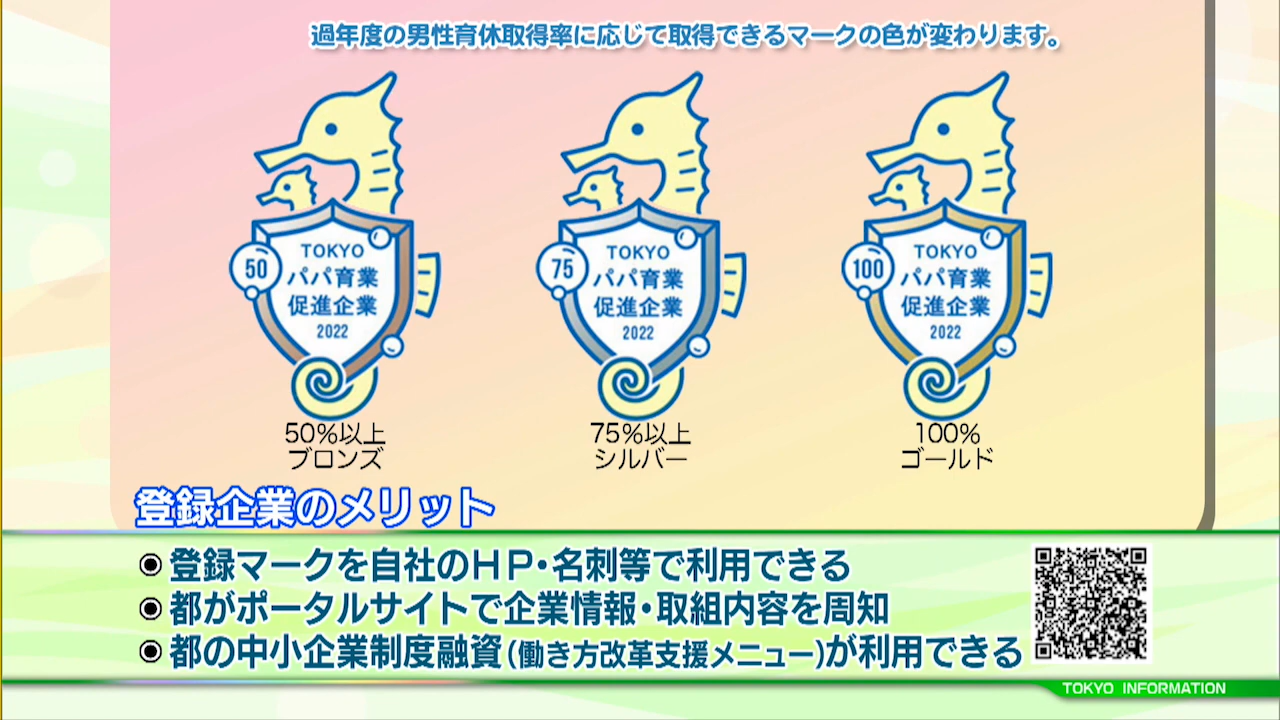 過年度の男性育休取得率に応じて取得できるマークの色が変わります。
50
TOKYO
パパ育業
促進企業
2022
50%以上
ブロンズ
75
TOKYO
パパ育業
促進企業
2022
75%以上
シルバー
100
TOKYO
パパ育業
促進企業
2022
100%
ゴールド
登録企業のメリット
◉登録マークを自社のHP・名刺等で利用できる
◉都がポータルサイトで企業情報・取組内容を周知
◉都の中小企業制度融資(働き方改革支援メニュー)が利用できる
TOKYO INFORMATION